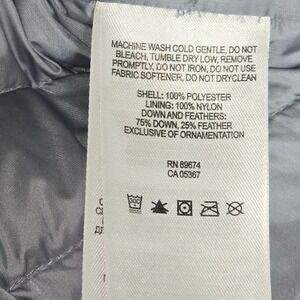 MACHINE WASH COLD GENTLE, DO NOT
BLEACH, TUMBLE DRY LOW, REMOVE
PROMPTLY, DO NOT IRON, DO NOT USE
FABRIC SOFTENER, DO NOT DRYCLEAN
SHELL: 100% POLYESTER
LINING: 100% NYLON
DOWN AND FEATHERS:
75% DOWN, 25% FEATHER
EXCLUSIVE OF ORNAMENTATION
RN 89674
CA 05367